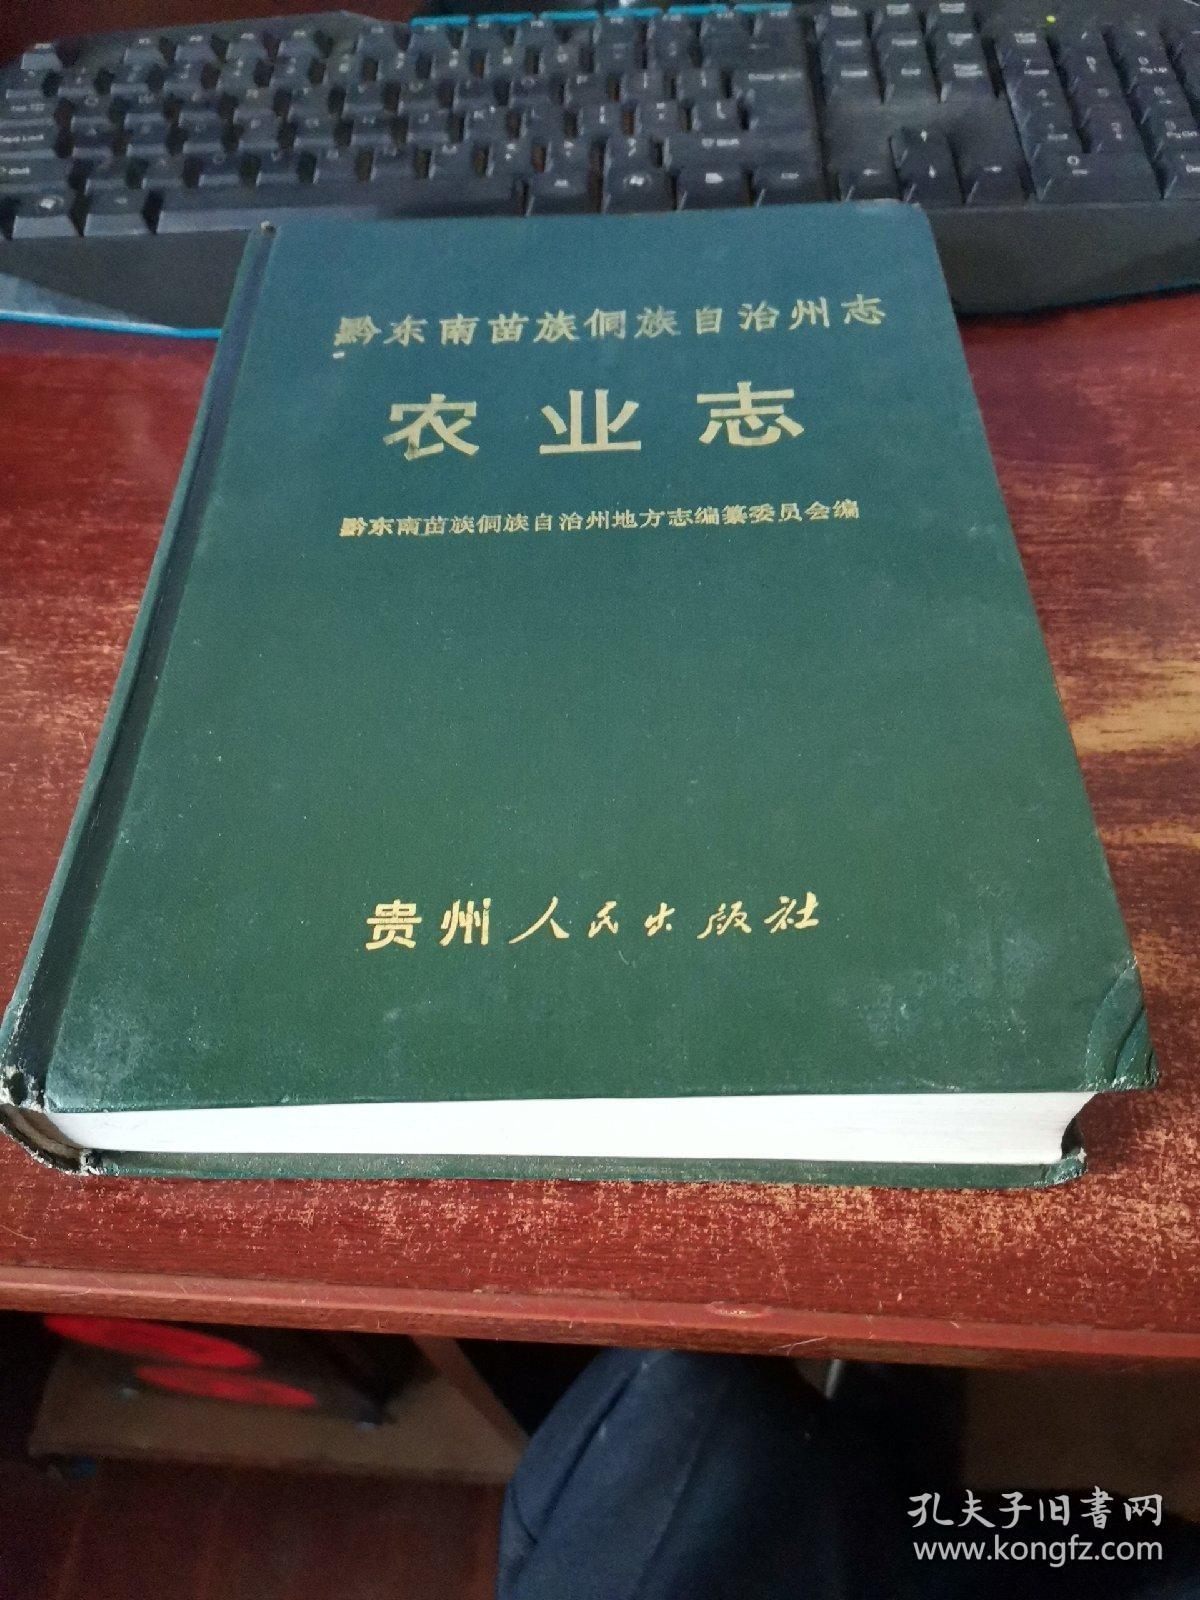 黔东南苗族侗族自治州志
农业志
黔东南苗族侗族自治州地方志编纂委员会编
贵州人民出版社
孔夫子旧書网
www.kongfz.com